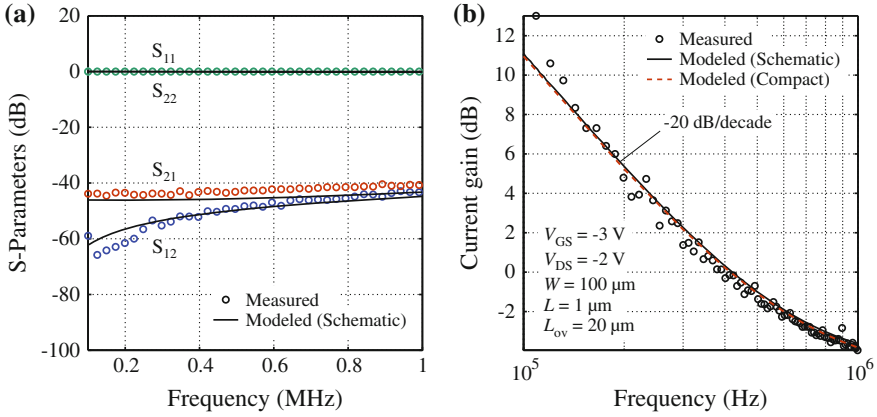 (a)
20
0
-20
-40
-60
-80
-100
S-Parameters (dB)
S11
S22
S21
S12
Measured
Modeled (Schematic)
0.2
0.4
0.6
0.8
1
Frequency (MHz)
(b)
12
10
8
6
4
2
0
-2
Current gain (dB)
Measured
Modeled (Schematic)
Modeled (Compact)
-20 dB/decade
VGS = -3 V
VDS = -2 V
W = 100 µm
L = 1 µm
Lov = 20 µm
10^5
10^6
Frequency (Hz)